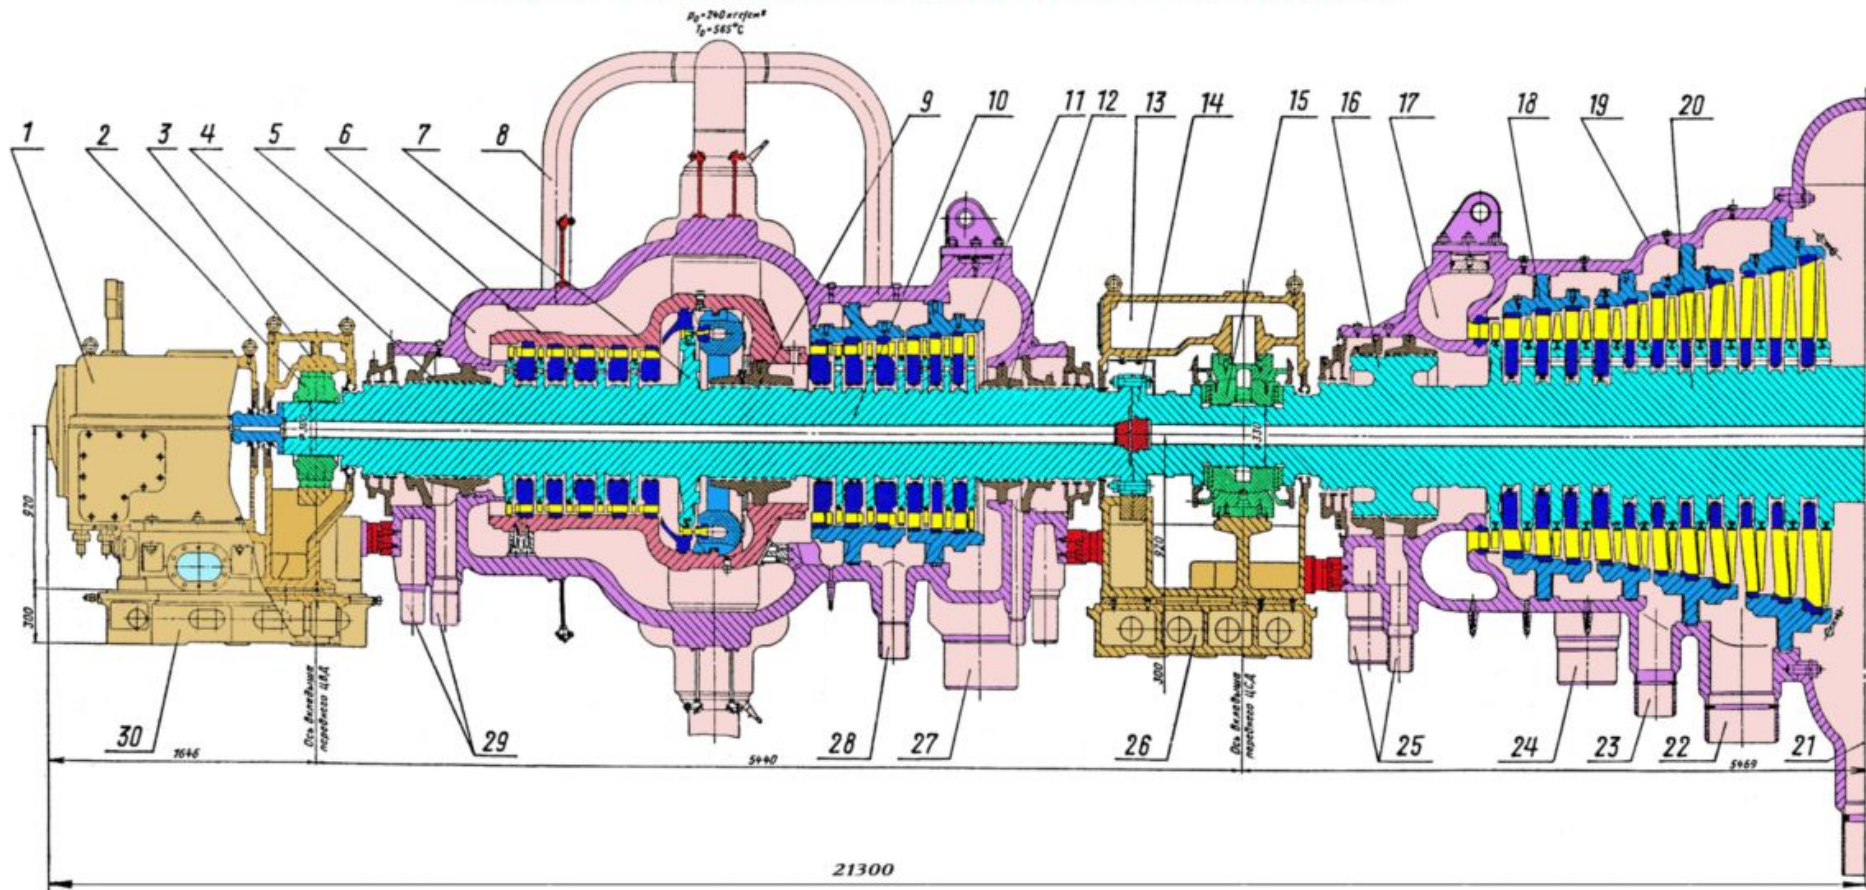 p₀=240 кгс/см²
T₀=565°C
1 2 3 4 5 6 7 8 9 10 11 12 13 14 15 16 17 18 19 20
ø300
ø330
920
300
920
300
Ось вкладыша
переднего ЦВД
Ось вкладыша
переднего ЦСД
30 29 28 27 26 25 24 23 22 21
1646
5440
5469
21300